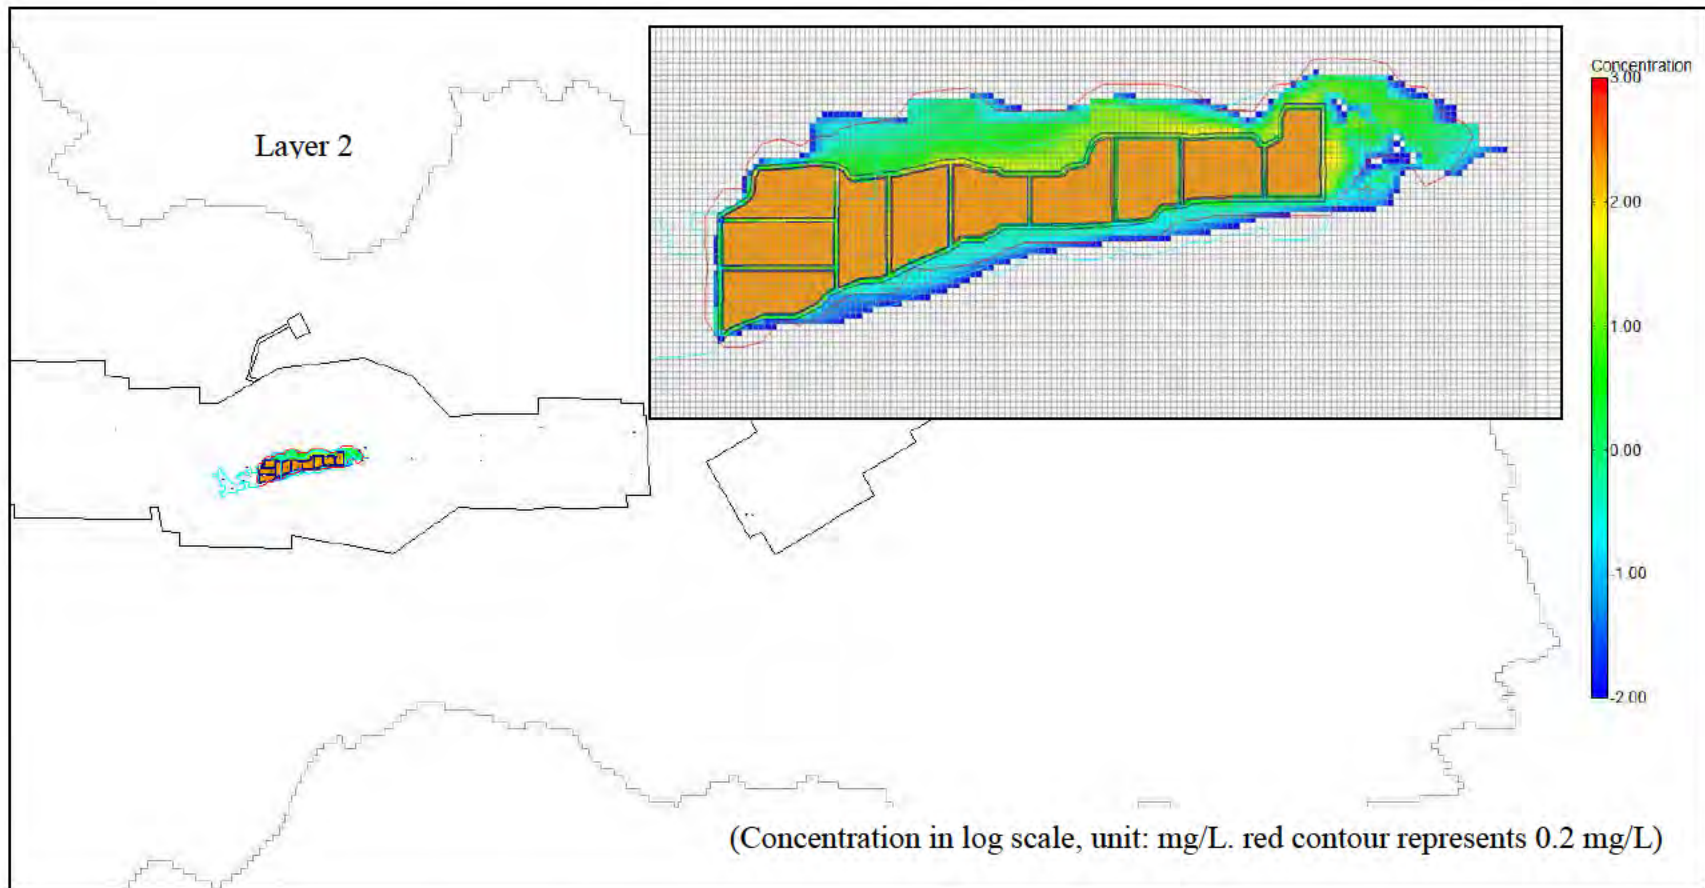 Concentration
3.00
Layer 2
2.00
1.00
0.00
-1.00
-2.00
(Concentration in log scale, unit: mg/L. red contour represents 0.2 mg/L)